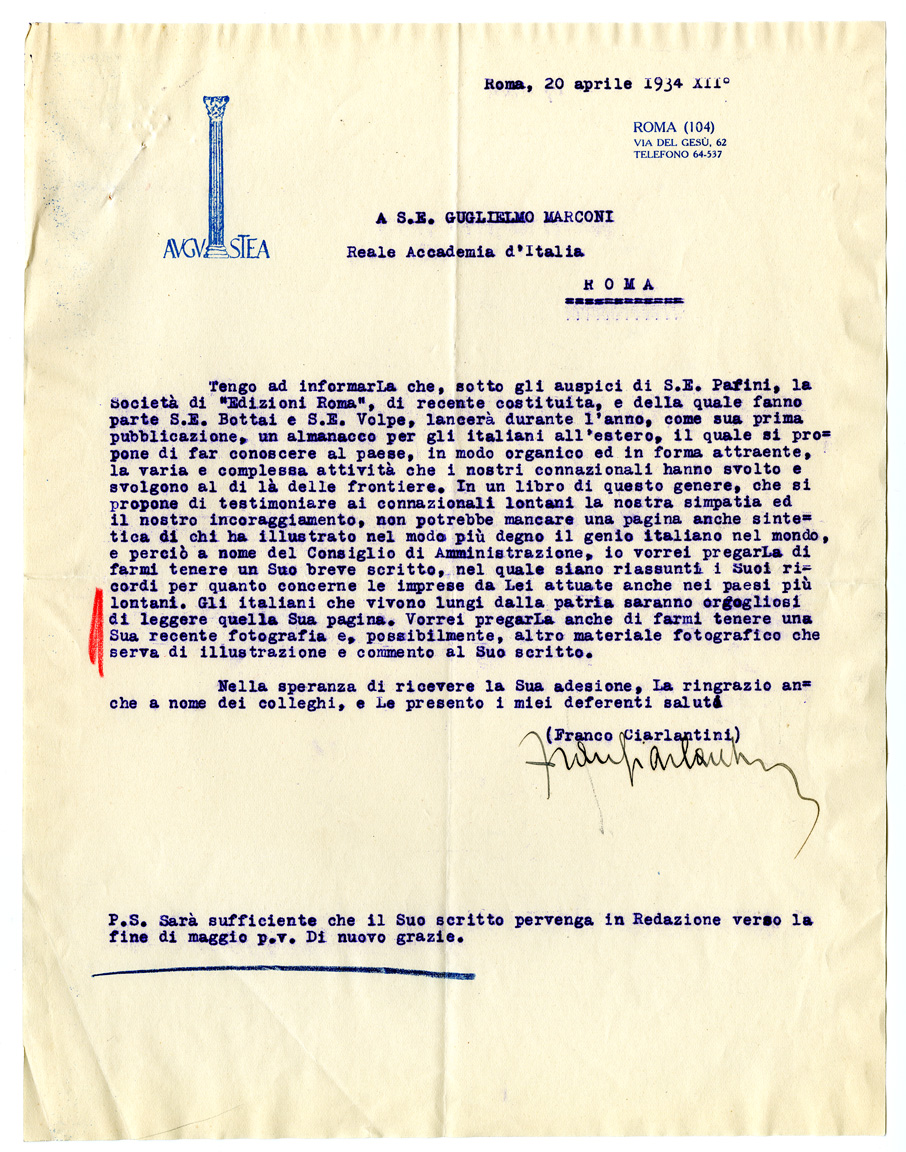 Roma, 20 aprile 1934 XII°
ROMA (104)
VIA DEL GESÙ, 62
TELEFONO 64-537
AVGVSTEA
A S.E. GUGLIELMO MARCONI
Reale Accademia d'Italia
R O M A
Tengo ad informarLa che, sotto gli auspici di S.E. Parini, la
Società di "Edizioni Roma", di recente costituita, e della quale fanno
parte S.E. Bottai e S.E. Volpe, lancerà durante l'anno, come sua prima
pubblicazione, un almanacco per gli italiani all'estero, il quale si pro=
pone di far conoscere al paese, in modo organico ed in forma attraente,
la varia e complessa attività che i nostri connazionali hanno svolto e
svolgono al di là delle frontiere. In un libro di questo genere, che si
propone di testimoniare ai connazionali lontani la nostra simpatia ed
il nostro incoraggiamento, non potrebbe mancare una pagina anche sinte=
tica di chi ha illustrato nel modo più degno il genio italiano nel mondo,
e perciò a nome del Consiglio di Amministrazione, io vorrei pregarLa di
farmi tenere un Suo breve scritto, nel quale siano riassunti i Suoi ri=
cordi per quanto concerne le imprese da Lei attuate anche nei paesi più
lontani. Gli italiani che vivono lungi dalla patria saranno orgogliosi
di leggere quella Sua pagina. Vorrei pregarLa anche di farmi tenere una
Sua recente fotografia e, possibilmente, altro materiale fotografico che
serva di illustrazione e commento al Suo scritto.
Nella speranza di ricevere la Sua adesione, La ringrazio an=
che a nome dei colleghi, e Le presento i miei deferenti saluti
(Franco Ciarlantini)
Franco Ciarlantini
P.S. Sarà sufficiente che il Suo scritto pervenga in Redazione verso la
fine di maggio p.v. Di nuovo grazie.